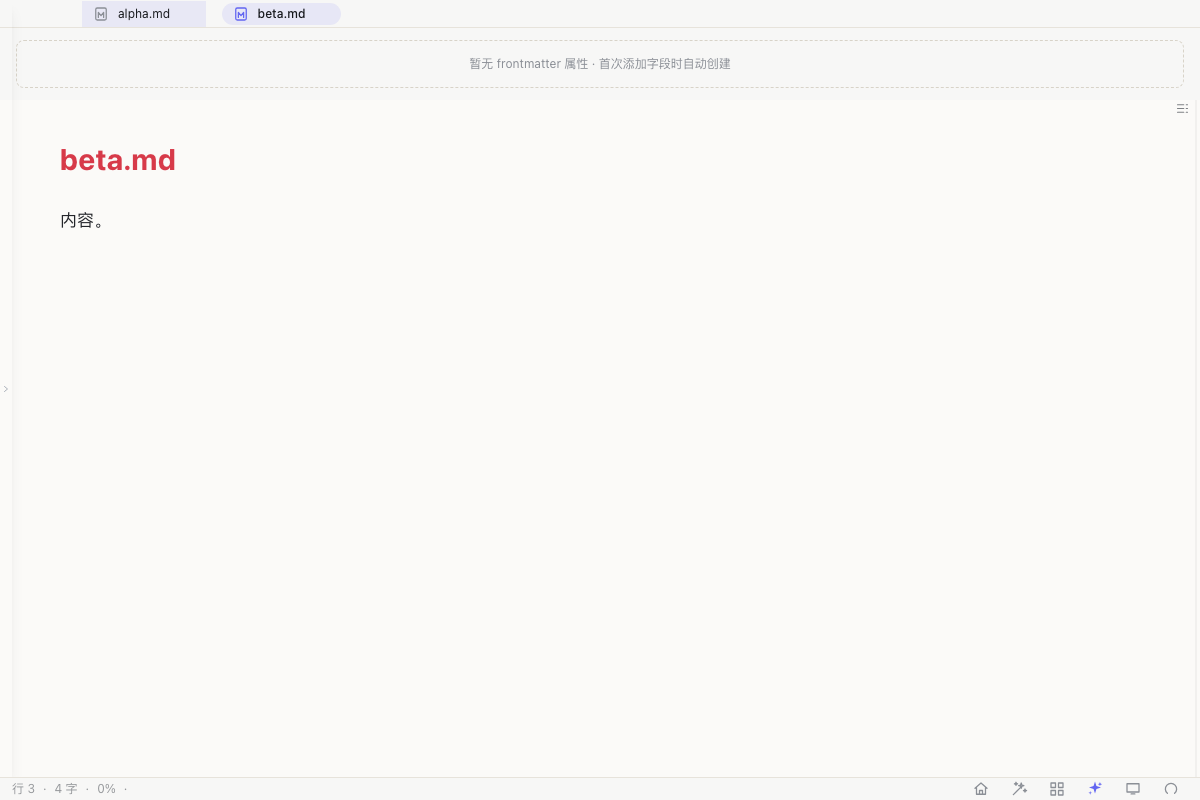 alpha.md
beta.md
暂无 frontmatter 属性 · 首次添加字段时自动创建
beta.md
内容。
行 3 · 4 字 · 0% ·